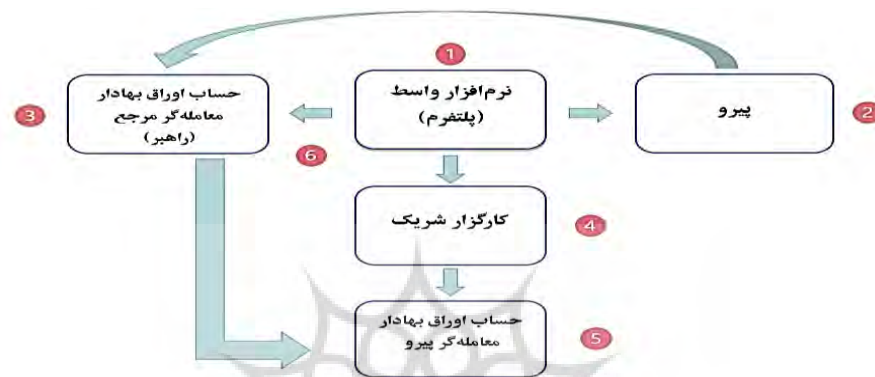 1
حساب اوراق بهادار
معامله‌گر مرجع
(راهبر)
3
نرم‌افزار واسط
(پلتفرم)
پیرو
2
6
کارگزار شریک
4
حساب اوراق بهادار
معامله‌گر پیرو
5